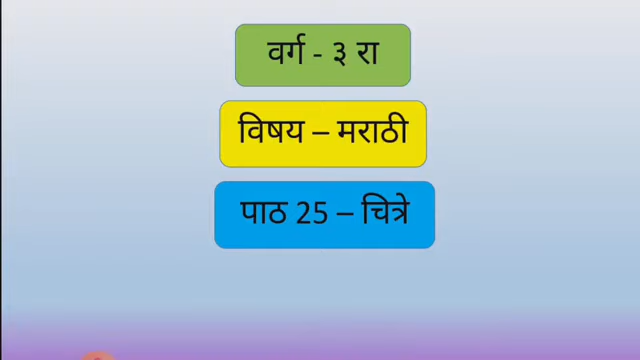 वर्ग - ३ रा
विषय – मराठी
पाठ 25 – चित्रे